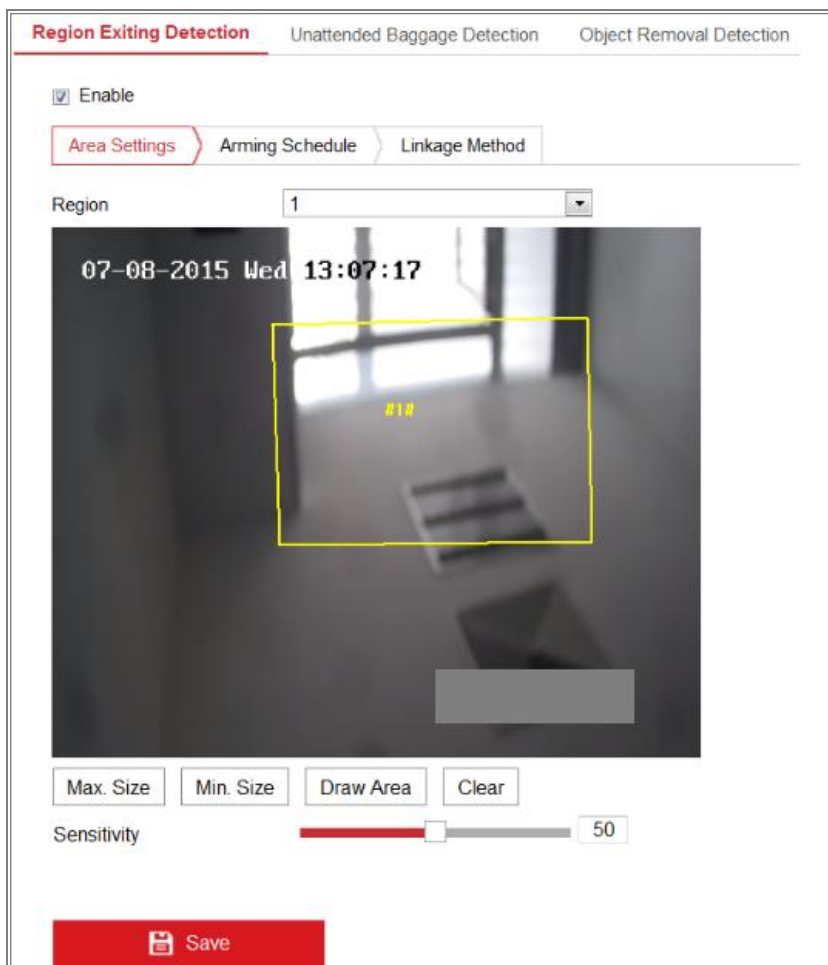 Region Exiting Detection Unattended Baggage Detection Object Removal Detection
Enable
Area Settings Arming Schedule Linkage Method
Region 1
07-08-2015 Wed 13:07:17
#1#
Max. Size Min. Size Draw Area Clear
Sensitivity 50
Save